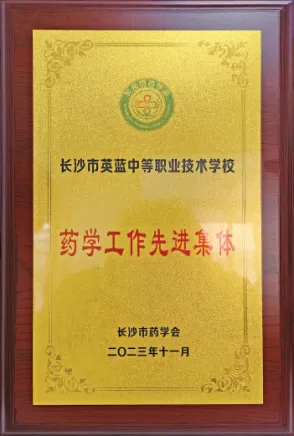 长沙市英蓝中等职业技术学校
药学工作先进集体
长沙市药学会
二〇二三年十一月